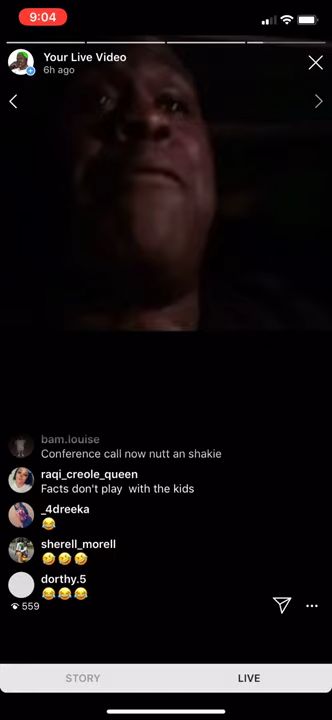 9:04
Your Live Video
6h ago
bam.louise
Conference call now nutt an shakie
raqi_creole_queen
Facts don't play with the kids
_4dreeka
😂
sherell_morell
🤣🤣🤣
dorthy.5
😂😂😂
559
STORY
LIVE